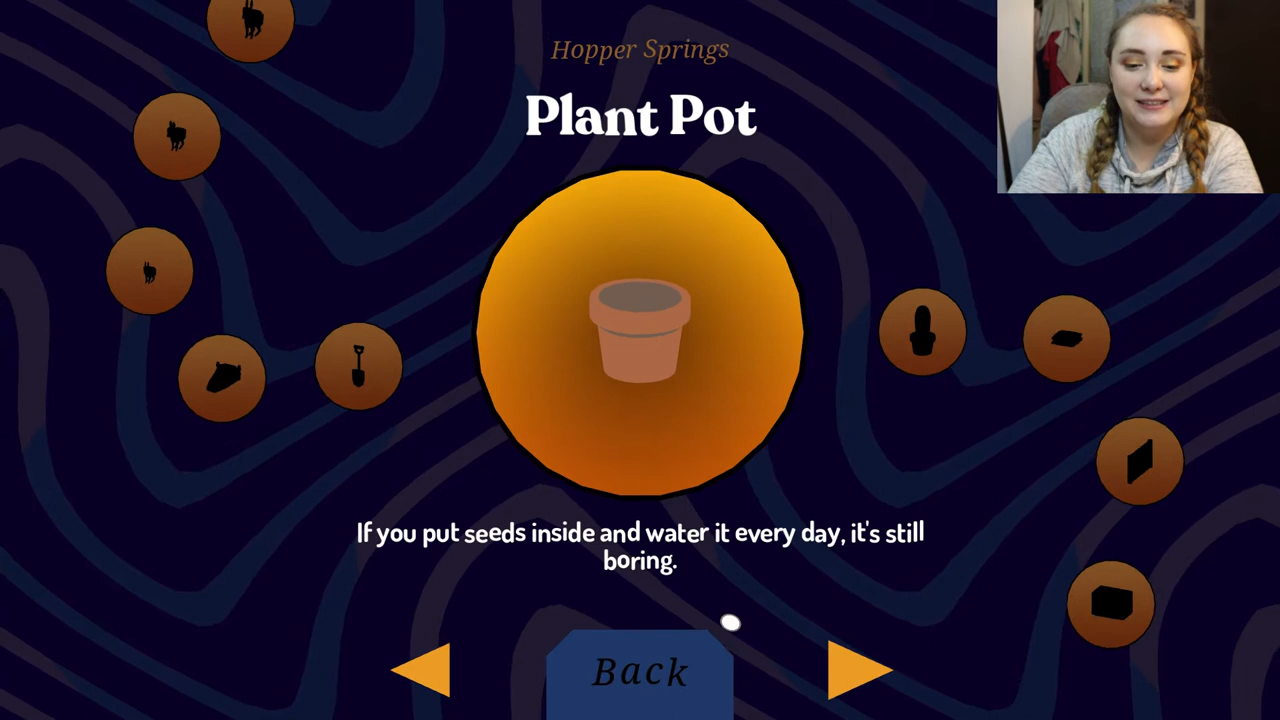 Hopper Springs
Plant Pot
If you put seeds inside and water it every day, it's still
boring.
Back